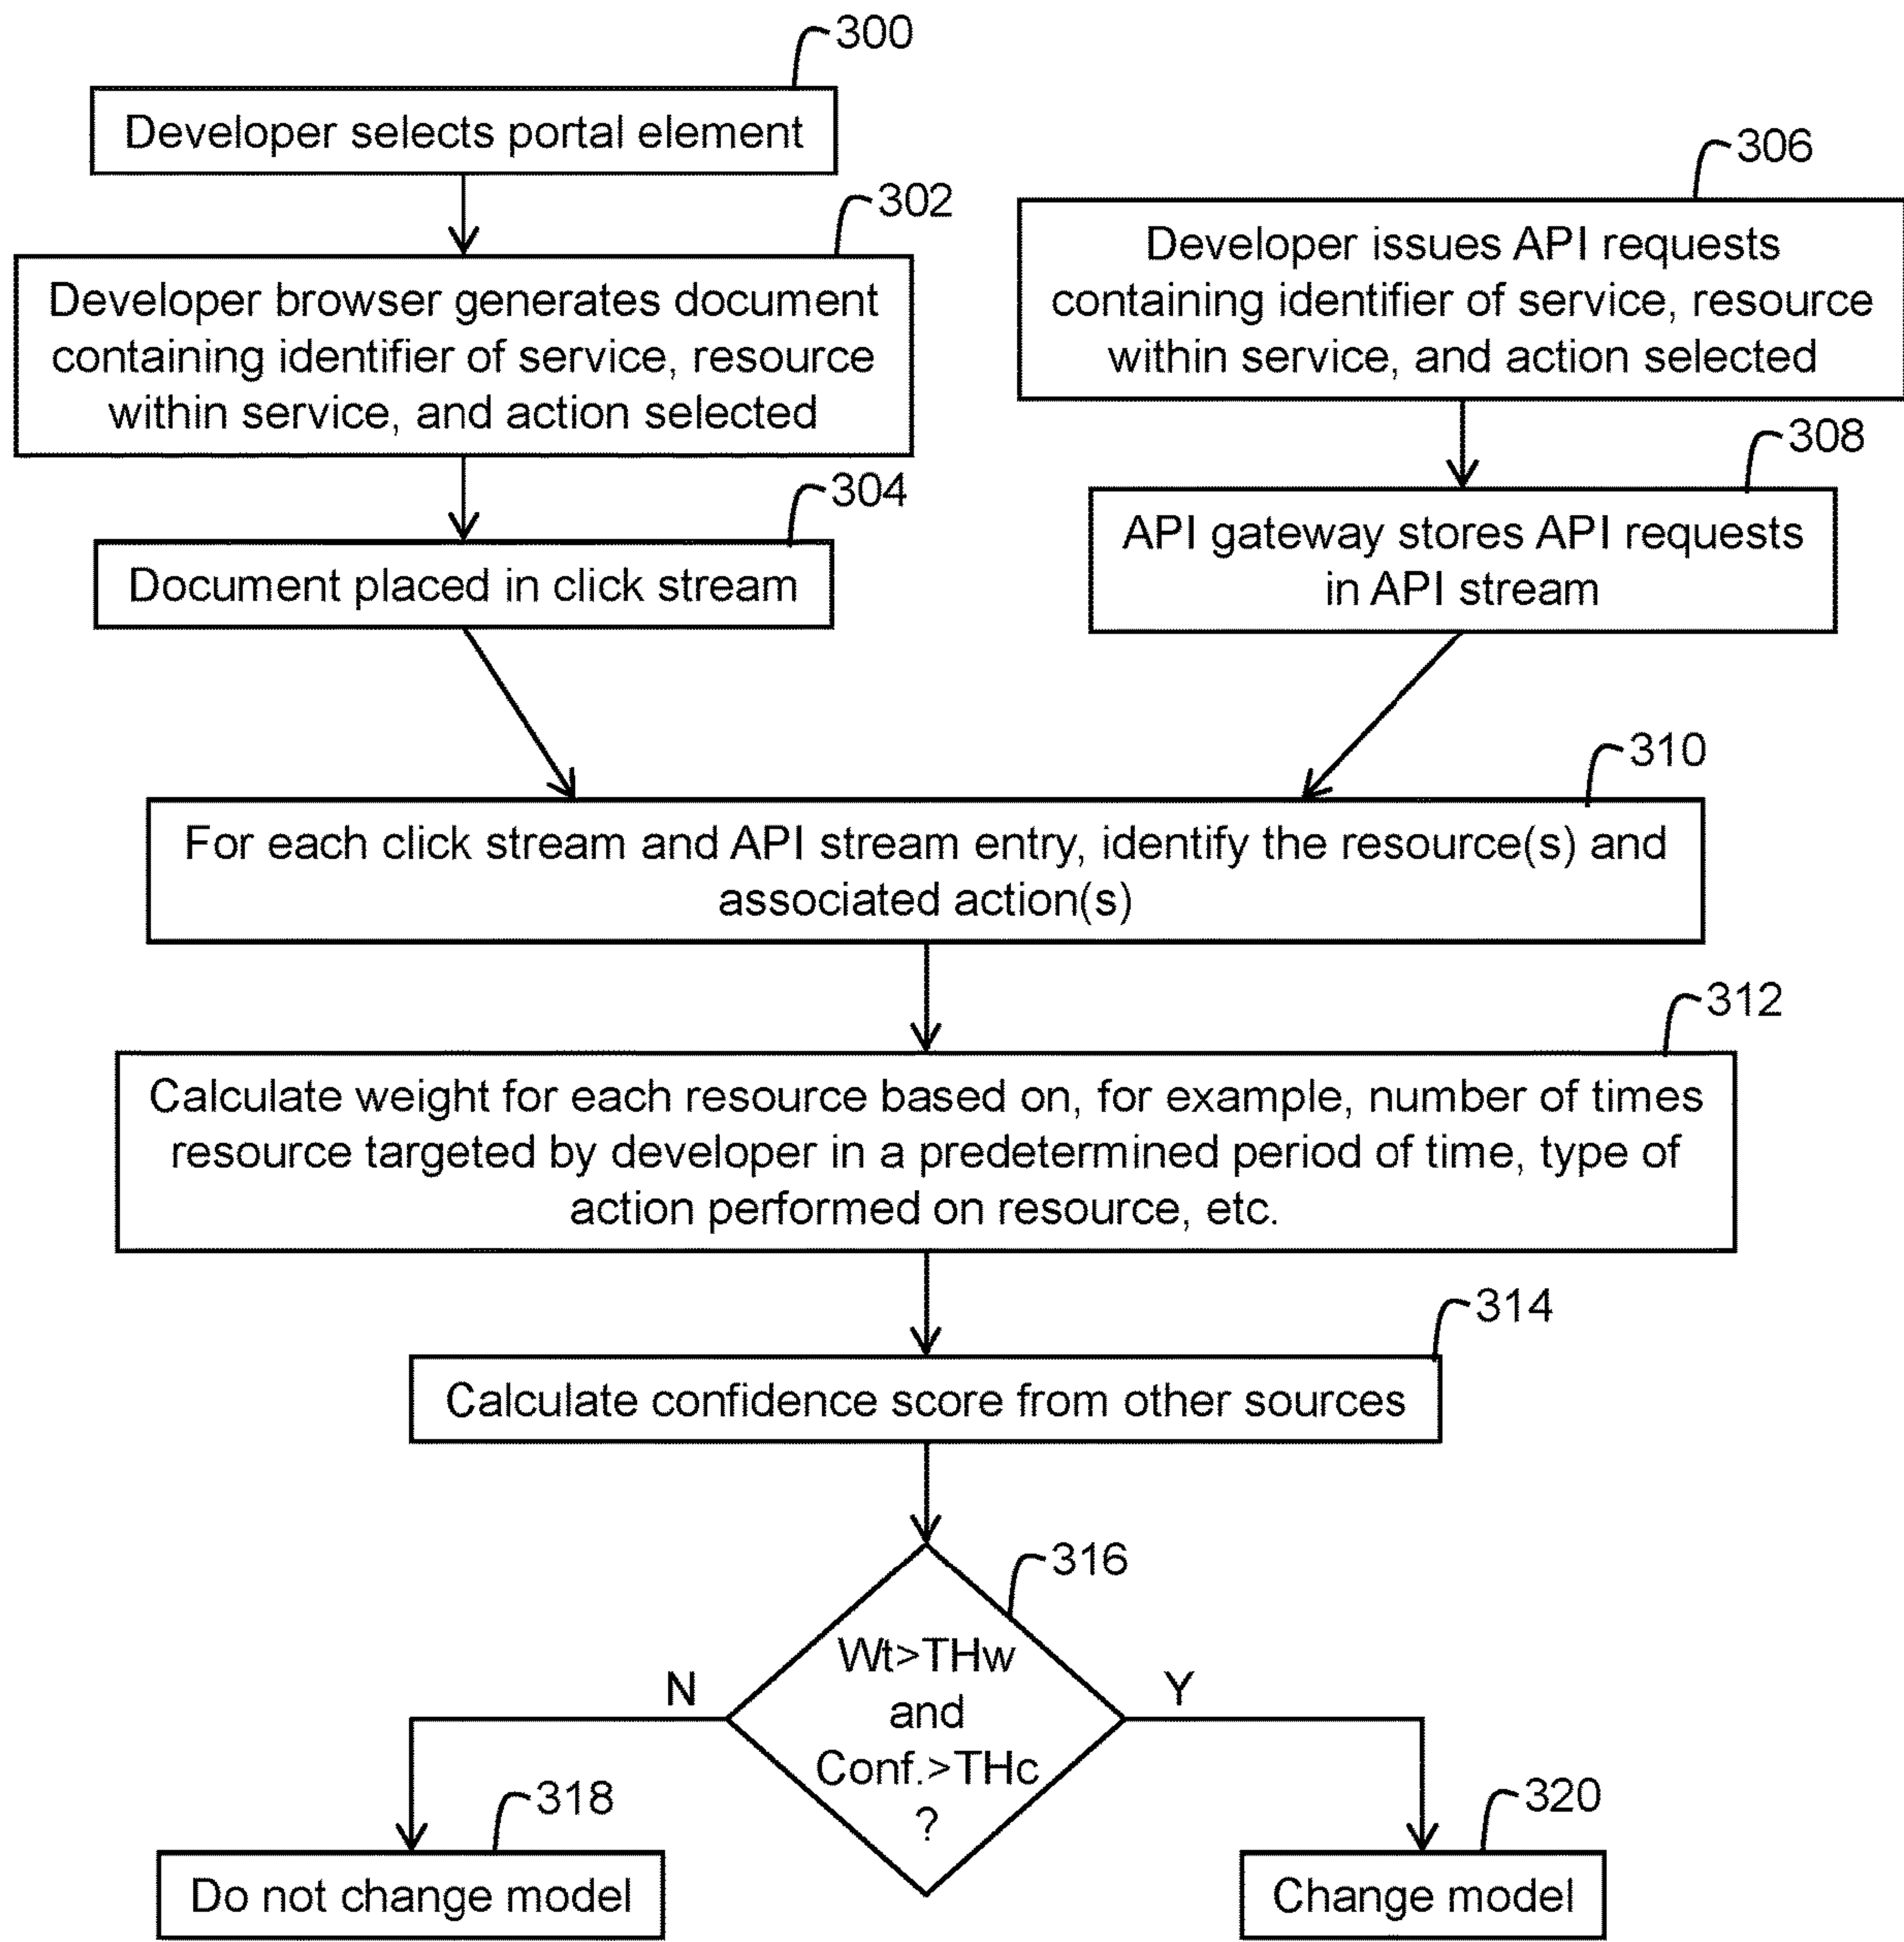 300
Developer selects portal element
302
Developer browser generates document
containing identifier of service, resource
within service, and action selected
304
Document placed in click stream
306
Developer issues API requests
containing identifier of service, resource
within service, and action selected
308
API gateway stores API requests
in API stream
310
For each click stream and API stream entry, identify the resource(s) and
associated action(s)
312
Calculate weight for each resource based on, for example, number of times
resource targeted by developer in a predetermined period of time, type of
action performed on resource, etc.
314
Calculate confidence score from other sources
316
Wt>THw
and
Conf.>THc
?
N
Y
318
Do not change model
320
Change model